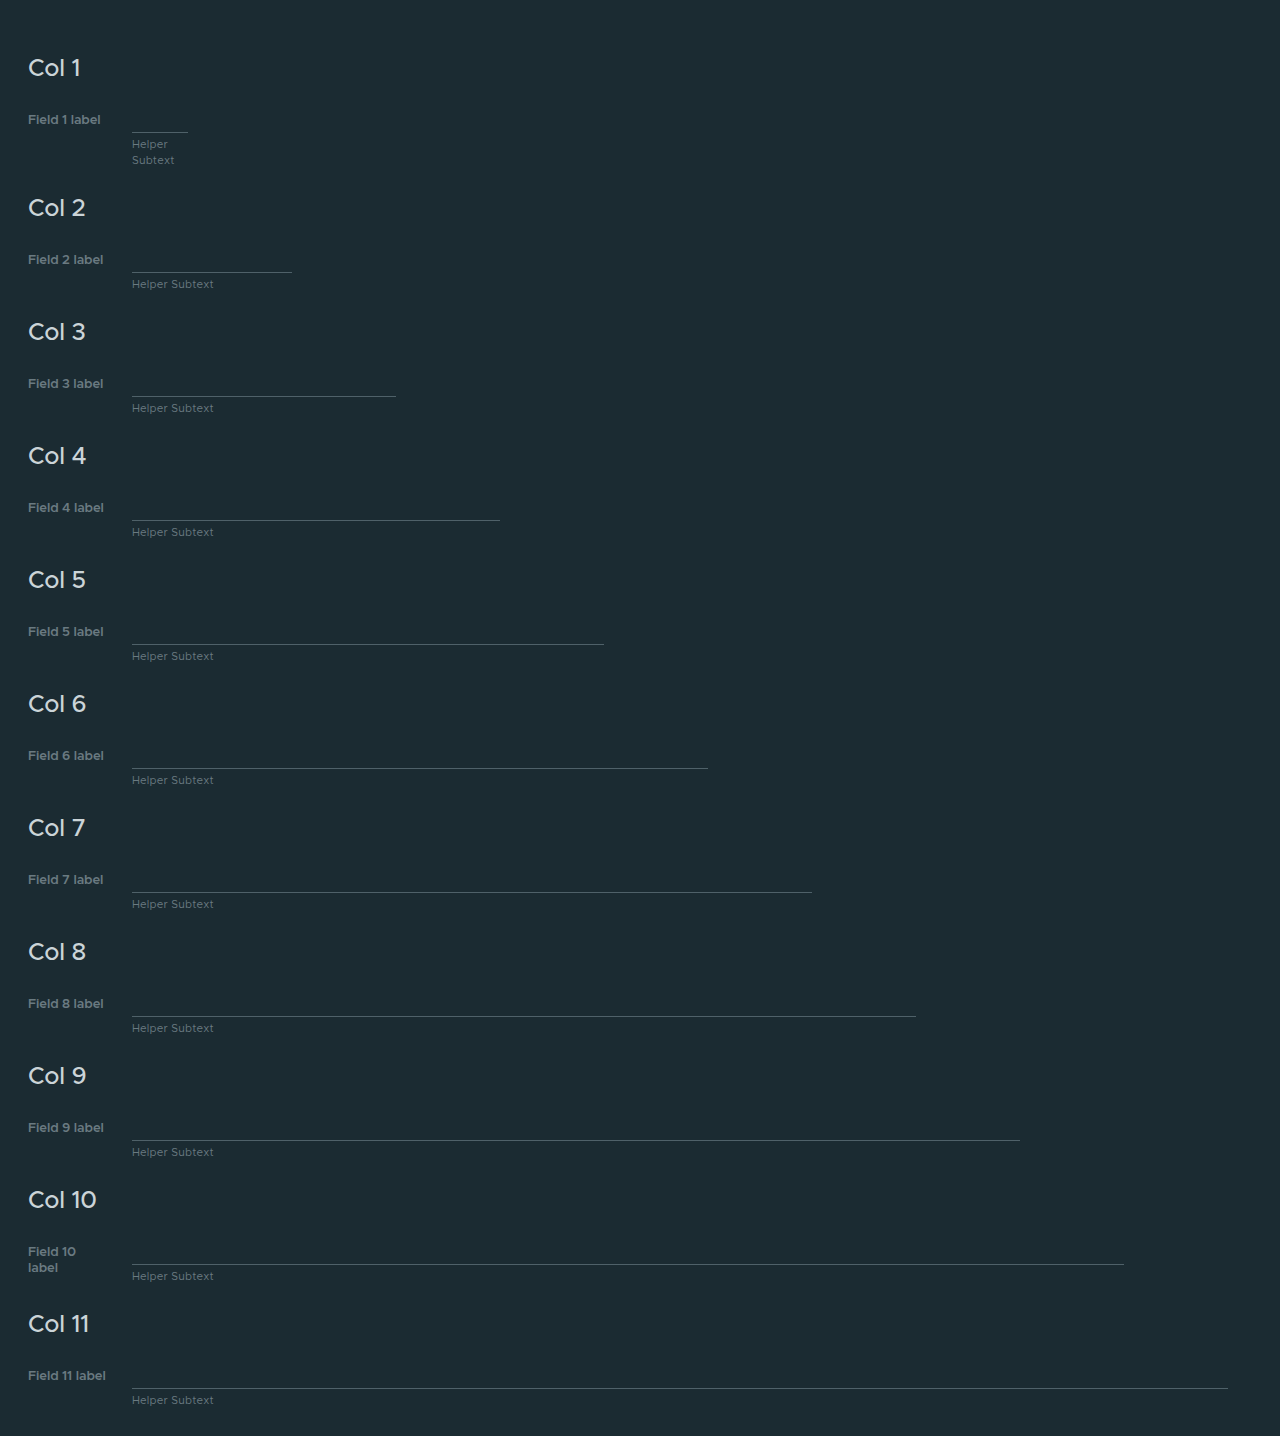 Col 1
Field 1 label
Helper
Subtext
Col 2
Field 2 label
Helper Subtext
Col 3
Field 3 label
Helper Subtext
Col 4
Field 4 label
Helper Subtext
Col 5
Field 5 label
Helper Subtext
Col 6
Field 6 label
Helper Subtext
Col 7
Field 7 label
Helper Subtext
Col 8
Field 8 label
Helper Subtext
Col 9
Field 9 label
Helper Subtext
Col 10
Field 10
label
Helper Subtext
Col 11
Field 11 label
Helper Subtext